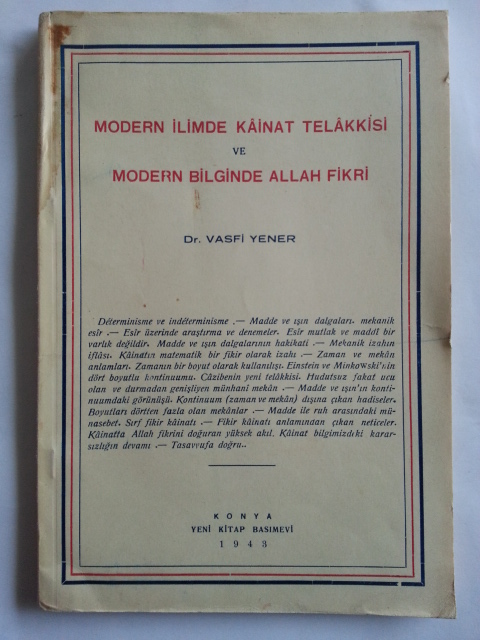 MODERN İLİMDE KÂİNAT TELÂKKİSİ
VE
MODERN BİLGİNDE ALLAH FİKRİ
Dr. VASFİ YENER
Déterminisme ve indéterminisme .— Madde ve ışın dalgaları. mekanik
esîr .— Esîr üzerinde araştırma ve denemeler. Esîr mutlak ve maddî bir
varlık değildir. Madde ve ışın dalgalarının hakikati .— Mekanik izahın
iflâsı. Kâinatın matematik bir fikir olarak izahı .— Zaman ve mekân
anlamları. Zamanın bir boyut olarak kullanılışı. Einstein ve Minkowski'nin
dört boyutlu kontinuumu. Câzibenin yeni telâkkisi. Hudutsuz fakat ucu
olan ve durmadan genişliyen münhani mekân .— Madde ve ışın'ın konti-
nuumdaki görünüşü. Kontinuum (zaman ve mekân) dışına çıkan hadiseler.
Boyutları dörtten fazla olan mekânlar .— Madde ile ruh arasındaki mü-
nasebet. Sırf fikir kâinatı .— Fikir kâinatı anlamından çıkan neticeler.
Kâinatta Allah fikrini doğuran yüksek akıl. Kâinat bilgimizdeki karar-
sızlığın devamı .— Tasavvufa doğru..
KONYA
YENİ KİTAP BASIMEVİ
1943